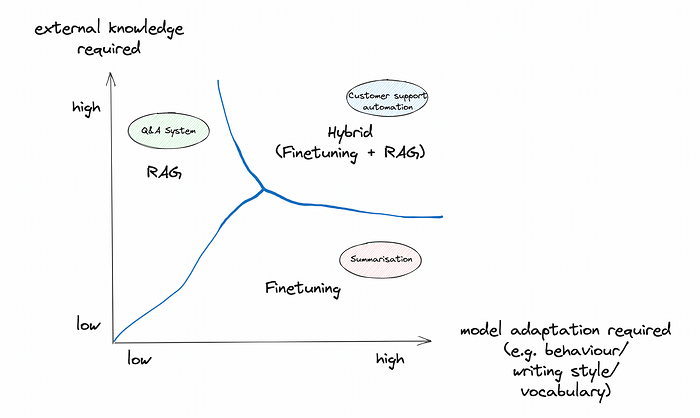 external knowledge
required
high
Customer support
automation
Q&A System
Hybrid
(Finetuning + RAG)
RAG
Summarisation
Finetuning
low
low
high
model adaptation required
(e.g. behaviour/
writing style/
vocabulary)